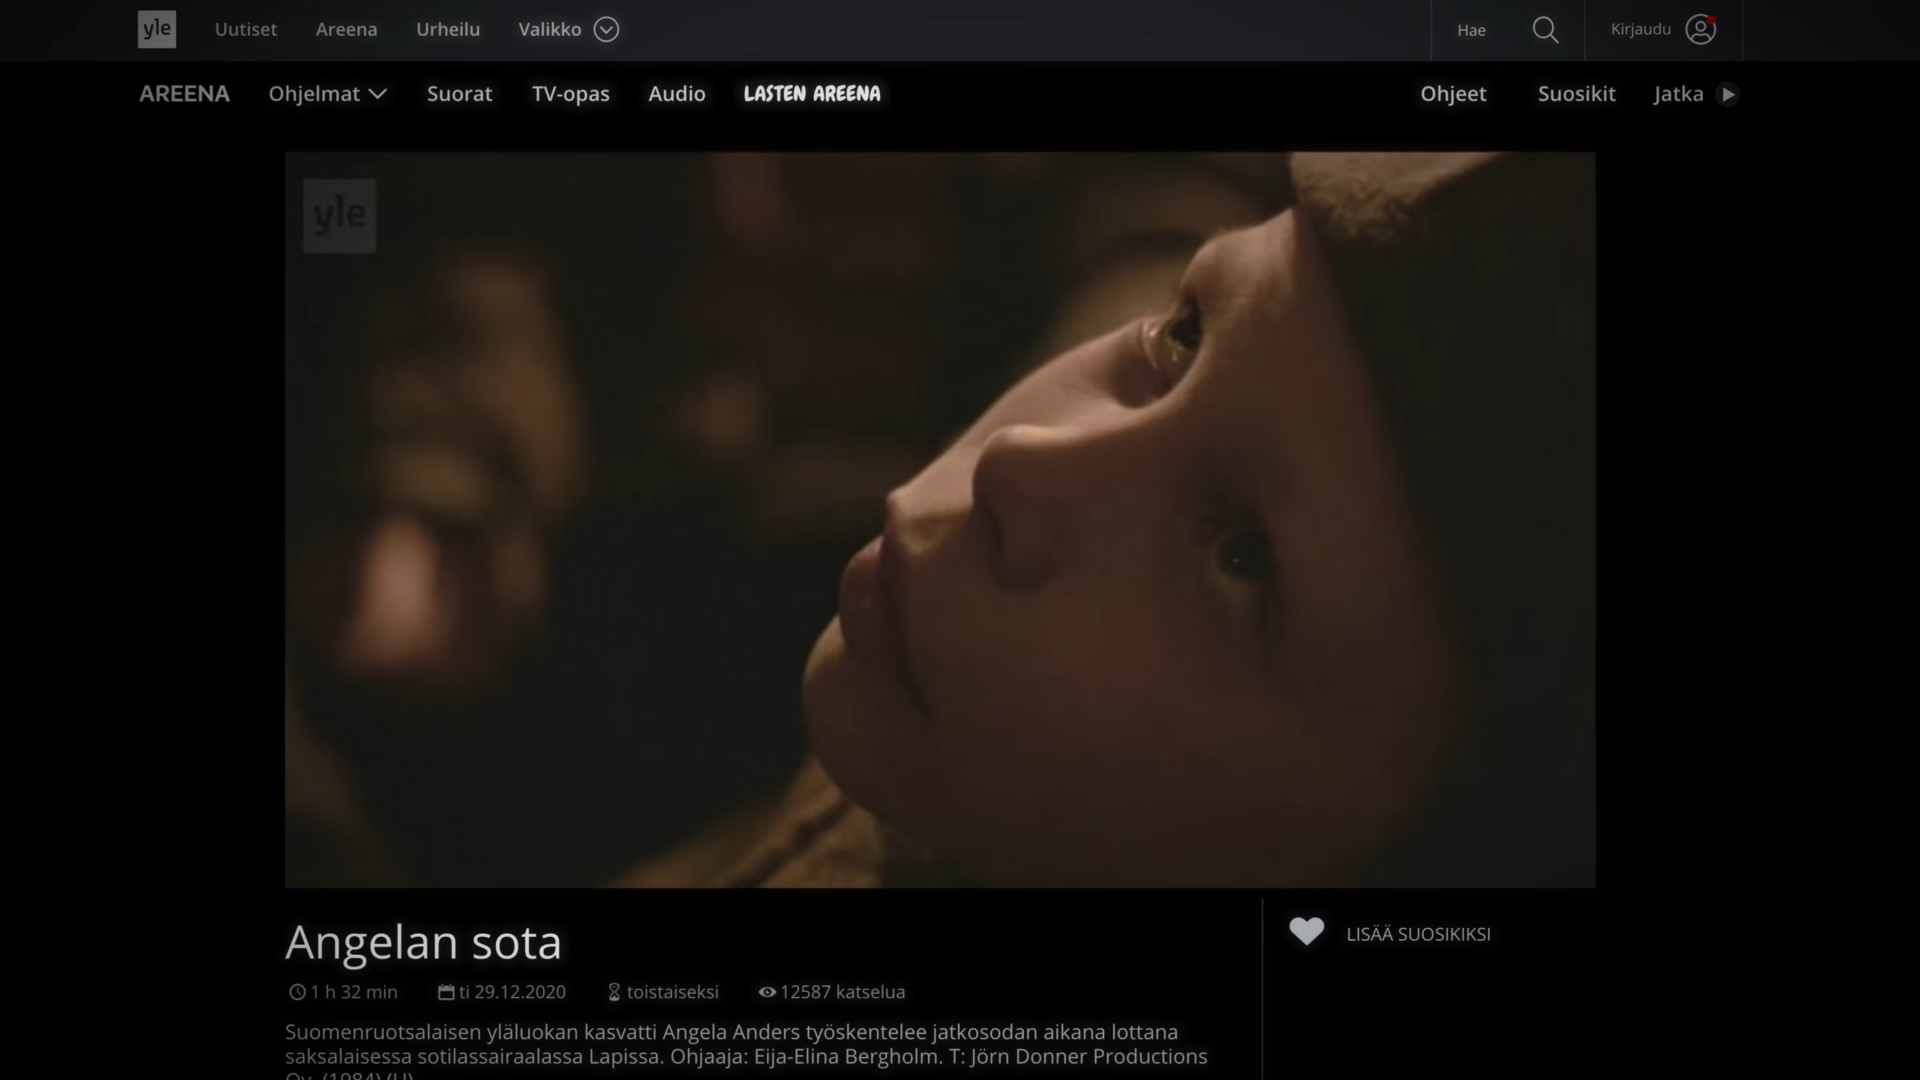 yle Uutiset Areena Urheilu Valikko Hae Kirjaudu
AREENA Ohjelmat Suorat TV-opas Audio LASTEN AREENA Ohjeet Suosikit Jatka
yle
Angelan sota
LISÄÄ SUOSIKIKSI
1 h 32 min ti 29.12.2020 toistaiseksi 12587 katselua
Suomenruotsalaisen yläluokan kasvatti Angela Anders työskentelee jatkosodan aikana lottana
saksalaisessa sotilassairaalassa Lapissa. Ohjaaja: Eija-Elina Bergholm. T: Jörn Donner Productions
Oy, (1984) (U)